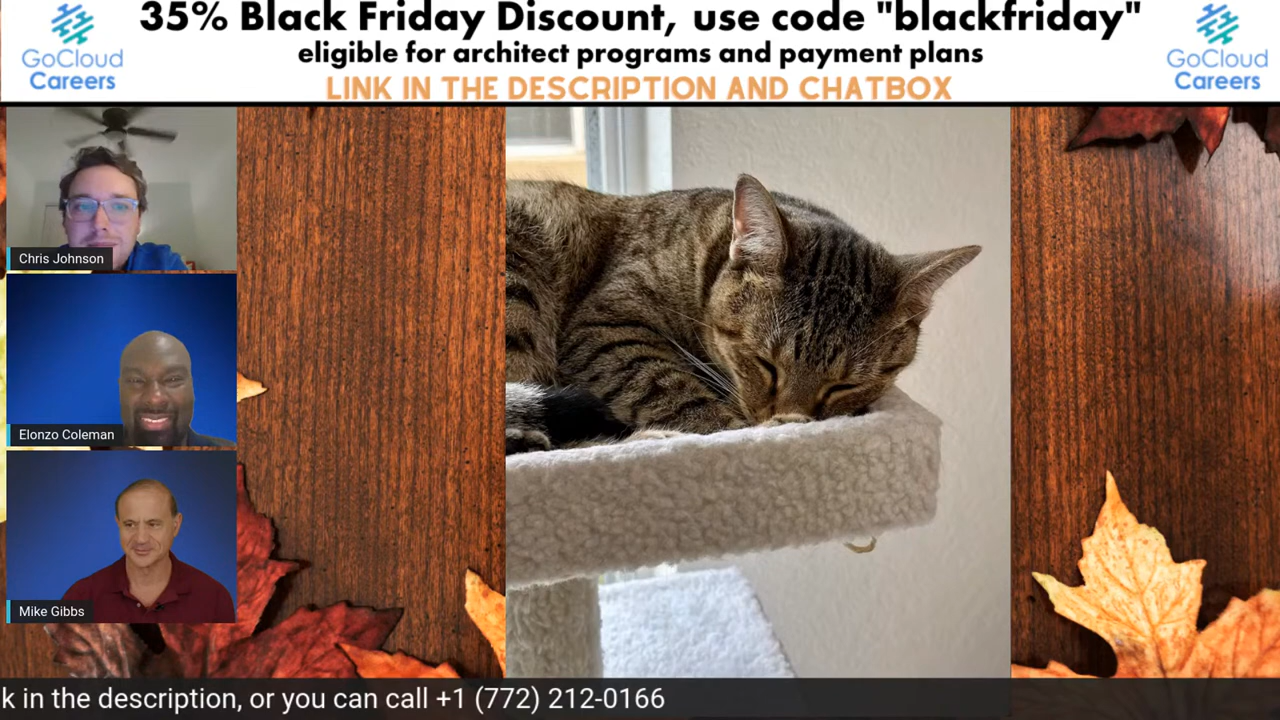 35% Black Friday Discount, use code "blackfriday"
eligible for architect programs and payment plans
LINK IN THE DESCRIPTION AND CHATBOX
GoCloud
Careers
GoCloud
Careers
Chris Johnson
Elonzo Coleman
Mike Gibbs
k in the description, or you can call +1 (772) 212-0166